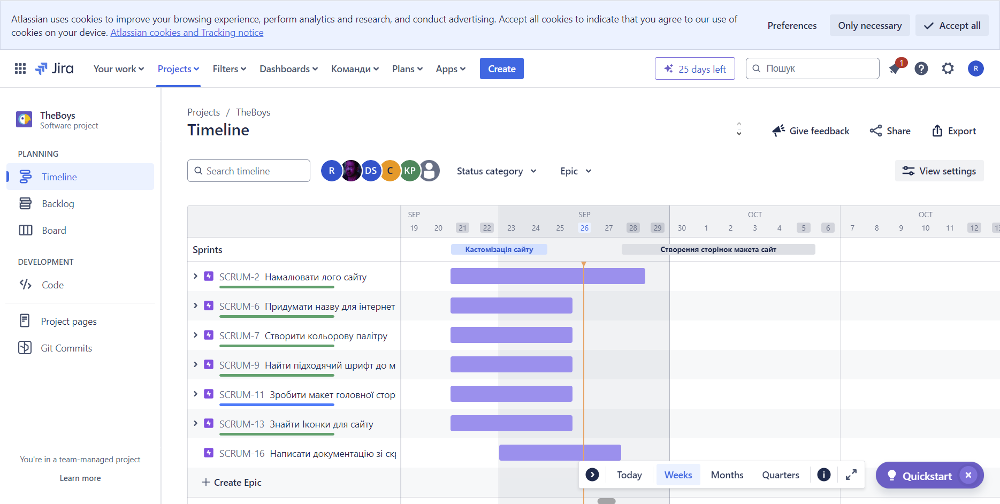 Atlassian uses cookies to improve your browsing experience, perform analytics and research, and conduct advertising. Accept all cookies to indicate that you agree to our use of
cookies on your device. Atlassian cookies and Tracking notice
Preferences
Only necessary
Accept all
Jira
Your work
Projects
Filters
Dashboards
Команди
Plans
Apps
Create
25 days left
Пошук
1
R
TheBoys
Software project
PLANNING
Timeline
Backlog
Board
DEVELOPMENT
Code
Project pages
Git Commits
You're in a team-managed project
Learn more
Projects / TheBoys
Timeline
Give feedback
Share
Export
Search timeline
R
DS
C
KP
Status category
Epic
View settings
SEP SEP OCT OCT
19 20 21 22 23 24 25 26 27 28 29 30 1 2 3 4 5 6 7 8 9 10 11 12
Sprints
Кастомізація сайту
Створення сторінок макета сайт
SCRUM-2 Намалювати лого сайту
SCRUM-6 Придумати назву для інтернет
SCRUM-7 Створити кольорову палітру
SCRUM-9 Найти підходячий шрифт до м
SCRUM-11 Зробити макет головної стор
SCRUM-13 Знайти Іконки для сайту
SCRUM-16 Написати документацію зі ск
+ Create Epic
Today
Weeks
Months
Quarters
Quickstart